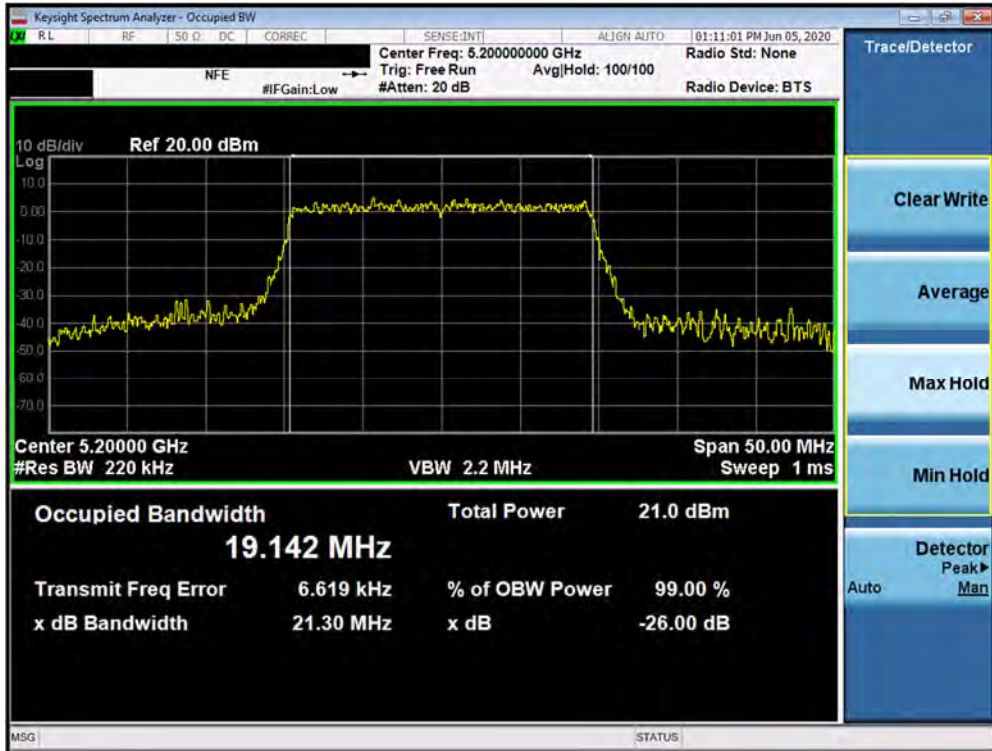 Keysight Spectrum Analyzer - Occupied BW
LXI RL RF 50 Ω DC CORREC SENSE:INT ALIGN AUTO 01:11:01 PM Jun 05, 2020
Center Freq: 5.200000000 GHz Radio Std: None
NFE Trig: Free Run Avg|Hold: 100/100
#IFGain:Low #Atten: 20 dB Radio Device: BTS
Trace/Detector
10 dB/div Ref 20.00 dBm
Log
10.0
0.00
-10.0
-20.0
-30.0
-40.0
-50.0
-60.0
-70.0
Center 5.20000 GHz Span 50.00 MHz
#Res BW 220 kHz VBW 2.2 MHz Sweep 1 ms
Occupied Bandwidth Total Power 21.0 dBm
19.142 MHz
Transmit Freq Error 6.619 kHz % of OBW Power 99.00 %
x dB Bandwidth 21.30 MHz x dB -26.00 dB
Clear Write
Average
Max Hold
Min Hold
Detector
Peak▶
Auto Man
MSG STATUS